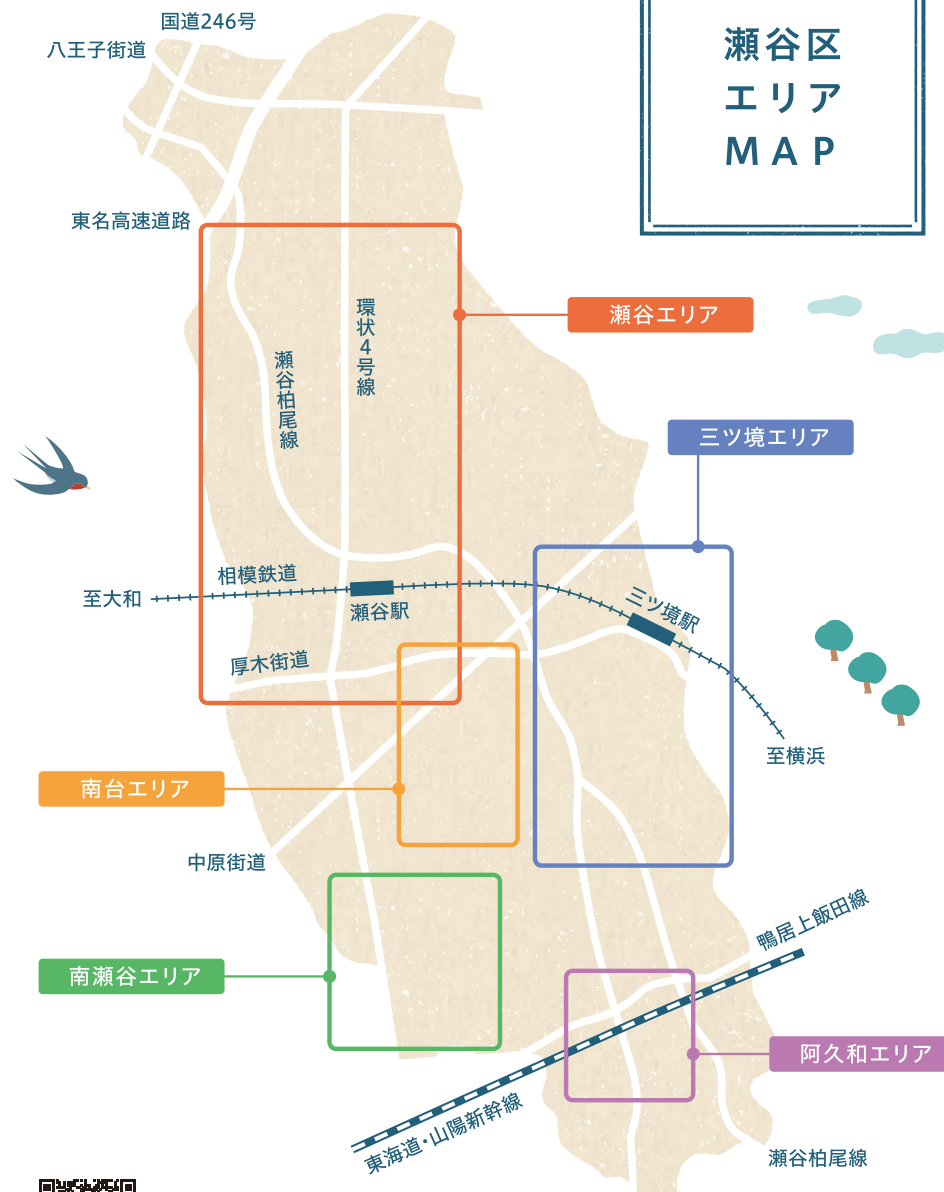 国道246号
八王子街道
瀬谷区
エリア
MAP
東名高速道路
環状4号線
瀬谷エリア
瀬谷柏尾線
三ツ境エリア
相模鉄道
至大和
瀬谷駅
三ツ境駅
厚木街道
至横浜
南台エリア
中原街道
鴨居上飯田線
南瀬谷エリア
阿久和エリア
東海道・山陽新幹線
瀬谷柏尾線